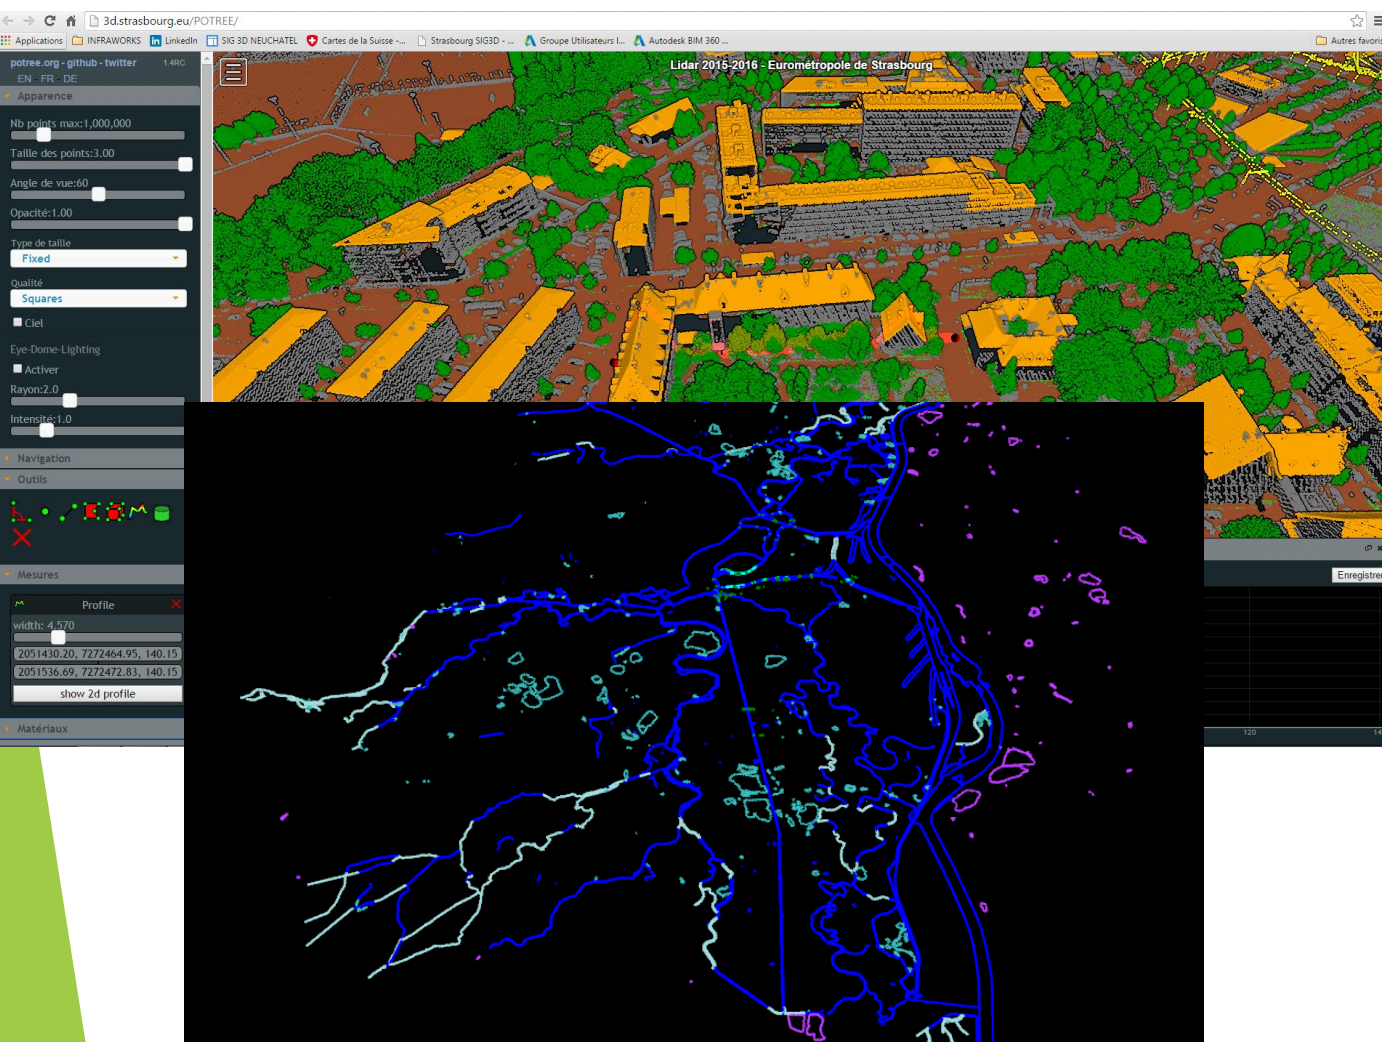 3d.strasbourg.eu/POTREE/
Applications INFRAWORKS LinkedIn SIG 3D NEUCHATEL Cartes de la Suisse -... Strasbourg SIG3D - ... Groupe Utilisateurs I... Autodesk BIM 360 ... Autres favoris
potree.org - github - twitter 1.4RC
EN - FR - DE
Lidar 2015-2016 - Eurométropole de Strasbourg
Apparence
Nb points max:1,000,000
Taille des points:3.00
Angle de vue:60
Opacité:1.00
Type de taille
Fixed
Qualité
Squares
Ciel
Eye-Dome-Lighting
Activer
Rayon:2.0
Intensité:1.0
Navigation
Outils
Mesures
Enregistrer
Profile
width: 4.570
2051430.20, 7272464.95, 140.15
2051536.69, 7272472.83, 140.15
show 2d profile
Matériaux
120